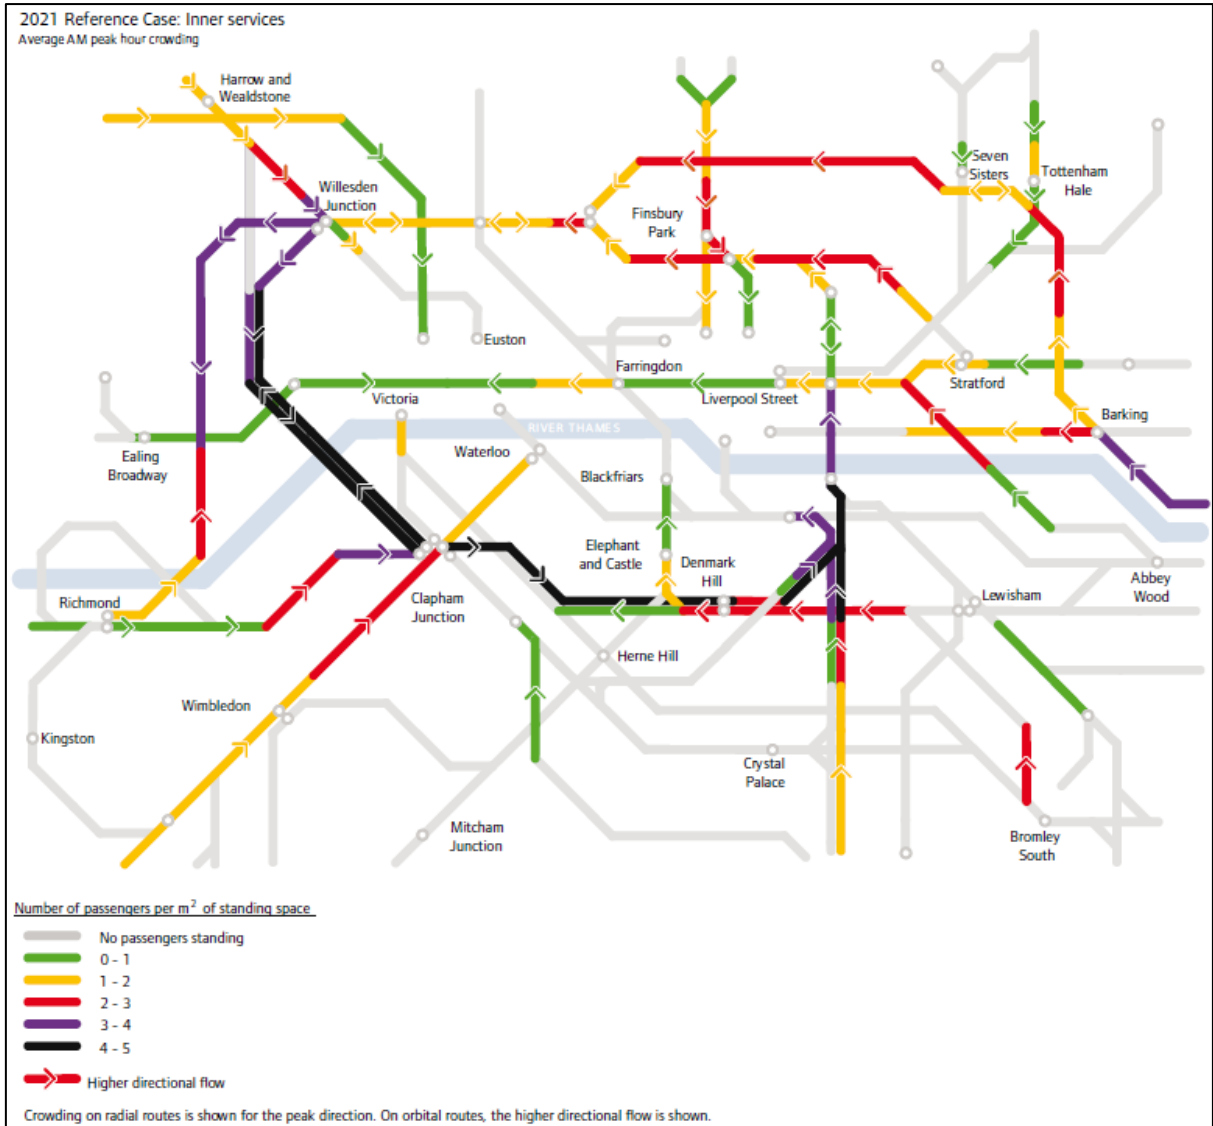 2021 Reference Case: Inner services
Average AM peak hour crowding
Harrow and
Wealdstone
Willesden
Junction
Finsbury
Park
Seven
Sisters
Tottenham
Hale
Euston
Farringdon
Victoria
Liverpool Street
Stratford
Barking
Ealing
Broadway
RIVER THAMES
Waterloo
Blackfriars
Elephant
and Castle
Denmark
Hill
Abbey
Wood
Richmond
Clapham
Junction
Lewisham
Herne Hill
Wimbledon
Kingston
Crystal
Palace
Mitcham
Junction
Bromley
South
Number of passengers per m² of standing space
No passengers standing
0 - 1
1 - 2
2 - 3
3 - 4
4 - 5
Higher directional flow
Crowding on radial routes is shown for the peak direction. On orbital routes, the higher directional flow is shown.